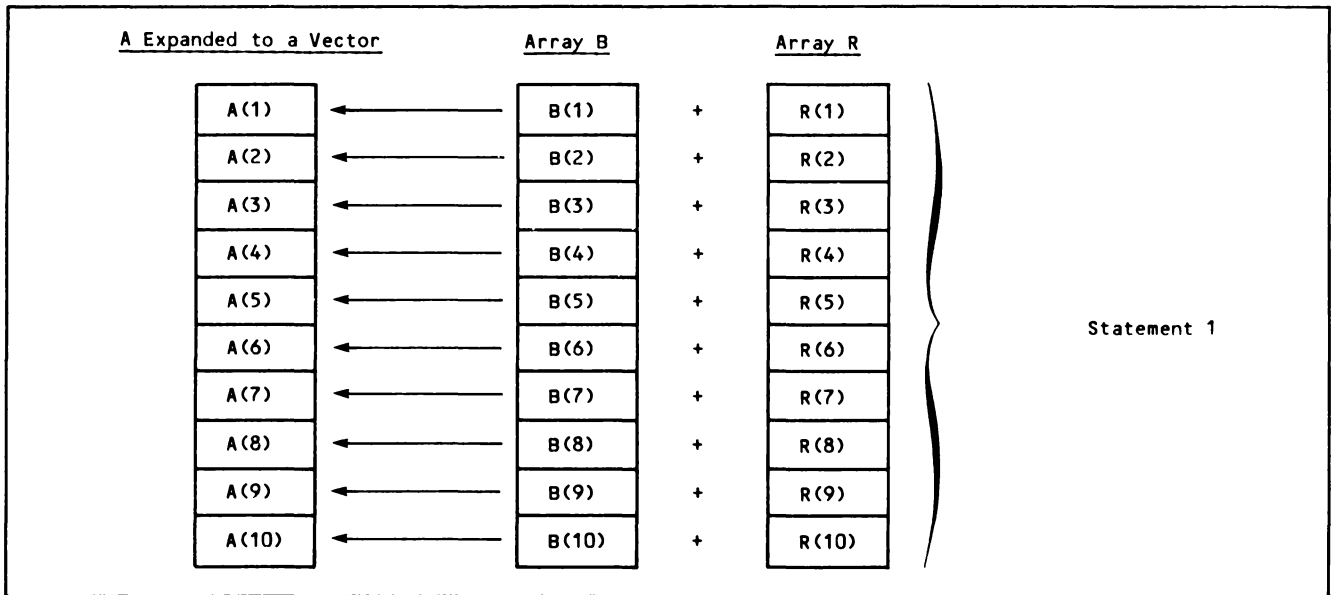 A Expanded to a Vector Array B Array R
A(1) B(1) + R(1)
A(2) B(2) + R(2)
A(3) B(3) + R(3)
A(4) B(4) + R(4)
A(5) B(5) + R(5)
Statement 1
A(6) B(6) + R(6)
A(7) B(7) + R(7)
A(8) B(8) + R(8)
A(9) B(9) + R(9)
A(10) B(10) + R(10)